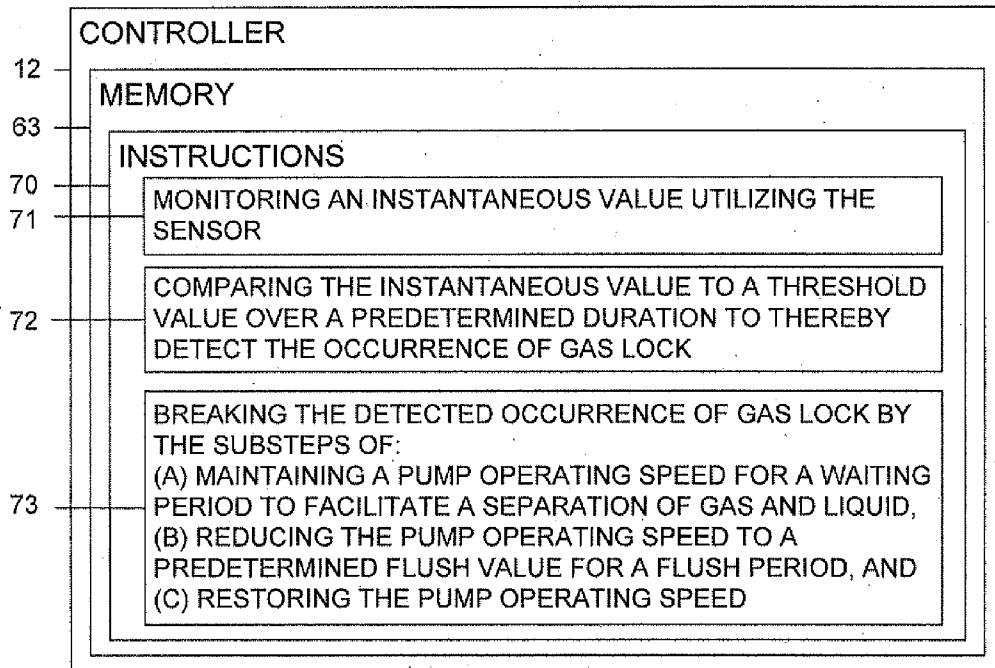 CONTROLLER
12
MEMORY
63
INSTRUCTIONS
70
71
MONITORING AN INSTANTANEOUS VALUE UTILIZING THE
SENSOR
72
COMPARING THE INSTANTANEOUS VALUE TO A THRESHOLD
VALUE OVER A PREDETERMINED DURATION TO THEREBY
DETECT THE OCCURRENCE OF GAS LOCK
73
BREAKING THE DETECTED OCCURRENCE OF GAS LOCK BY
THE SUBSTEPS OF:
(A) MAINTAINING A PUMP OPERATING SPEED FOR A WAITING
PERIOD TO FACILITATE A SEPARATION OF GAS AND LIQUID,
(B) REDUCING THE PUMP OPERATING SPEED TO A
PREDETERMINED FLUSH VALUE FOR A FLUSH PERIOD, AND
(C) RESTORING THE PUMP OPERATING SPEED